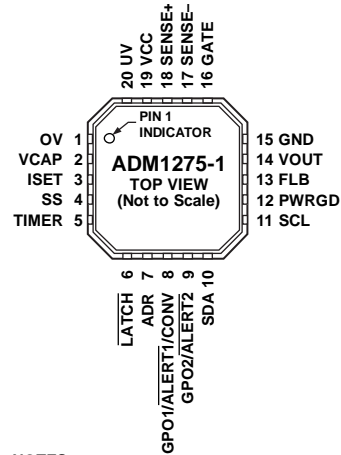 20 UV
19 VCC
18 SENSE+
17 SENSE–
16 GATE
PIN 1
INDICATOR
OV 1
VCAP 2
ISET 3
SS 4
TIMER 5
ADM1275-1
TOP VIEW
(Not to Scale)
15 GND
14 VOUT
13 FLB
12 PWRGD
11 SCL
LATCH 6
ADR 7
GPO1/ALERT1/CONV 8
GPO2/ALERT2 9
SDA 10